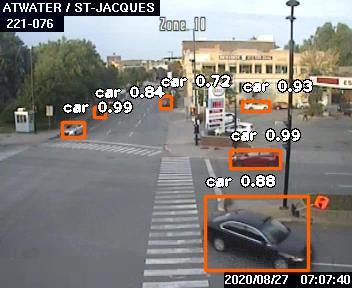 ATWATER / ST-JACQUES
221-076
Zone 10
car 0.72
car 0.84
car 0.93
car 0.99
car 0.99
car 0.88
2020/08/27 07:07:40